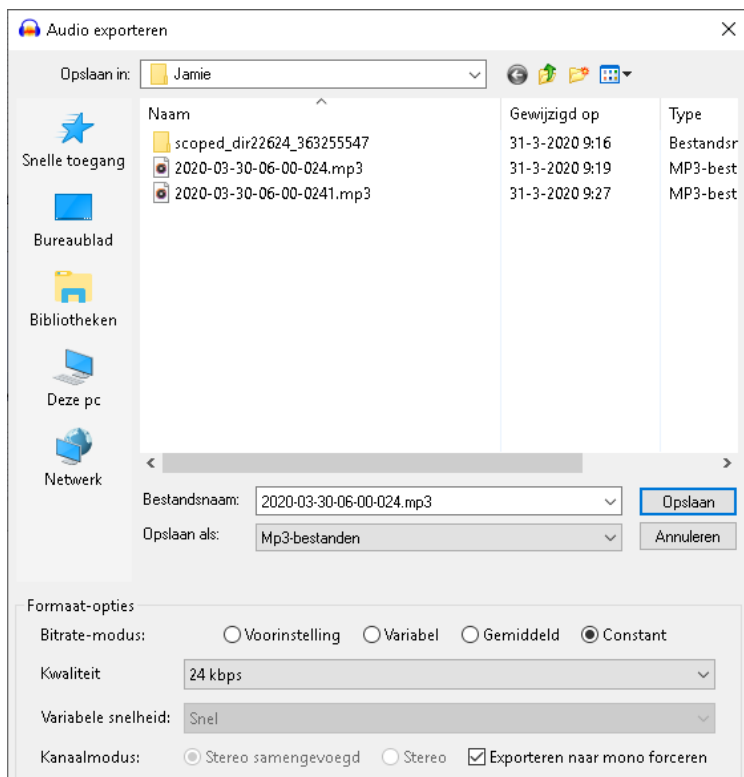 Audio exporteren
Opslaan in: Jamie
Naam Gewijzigd op Type
scoped_dir22624_363255547 31-3-2020 9:16 Bestandsr
2020-03-30-06-00-024.mp3 31-3-2020 9:19 MP3-best
2020-03-30-06-00-0241.mp3 31-3-2020 9:27 MP3-best
Snelle toegang
Bureaublad
Bibliotheken
Deze pc
Netwerk
Bestandsnaam: 2020-03-30-06-00-024.mp3 Opslaan
Opslaan als: Mp3-bestanden Annuleren
Formaat-opties
Bitrate-modus: Voorinstelling Variabel Gemiddeld Constant
Kwaliteit 24 kbps
Variabele snelheid: Snel
Kanaalmodus: Stereo samengevoegd Stereo Exporteren naar mono forceren